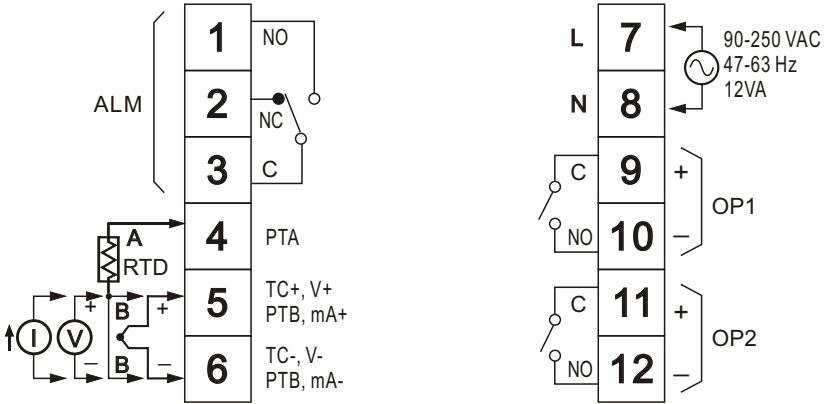 ALM
1 NO
2 NC
3 C
4 PTA
A
RTD
5 TC+, V+
PTB, mA+
6 TC-, V-
PTB, mA-
I
V
+
–
B
B
+
–
L 7
N 8
90-250 VAC
47-63 Hz
12VA
C 9 +
NO 10 –
OP1
C 11 +
NO 12 –
OP2